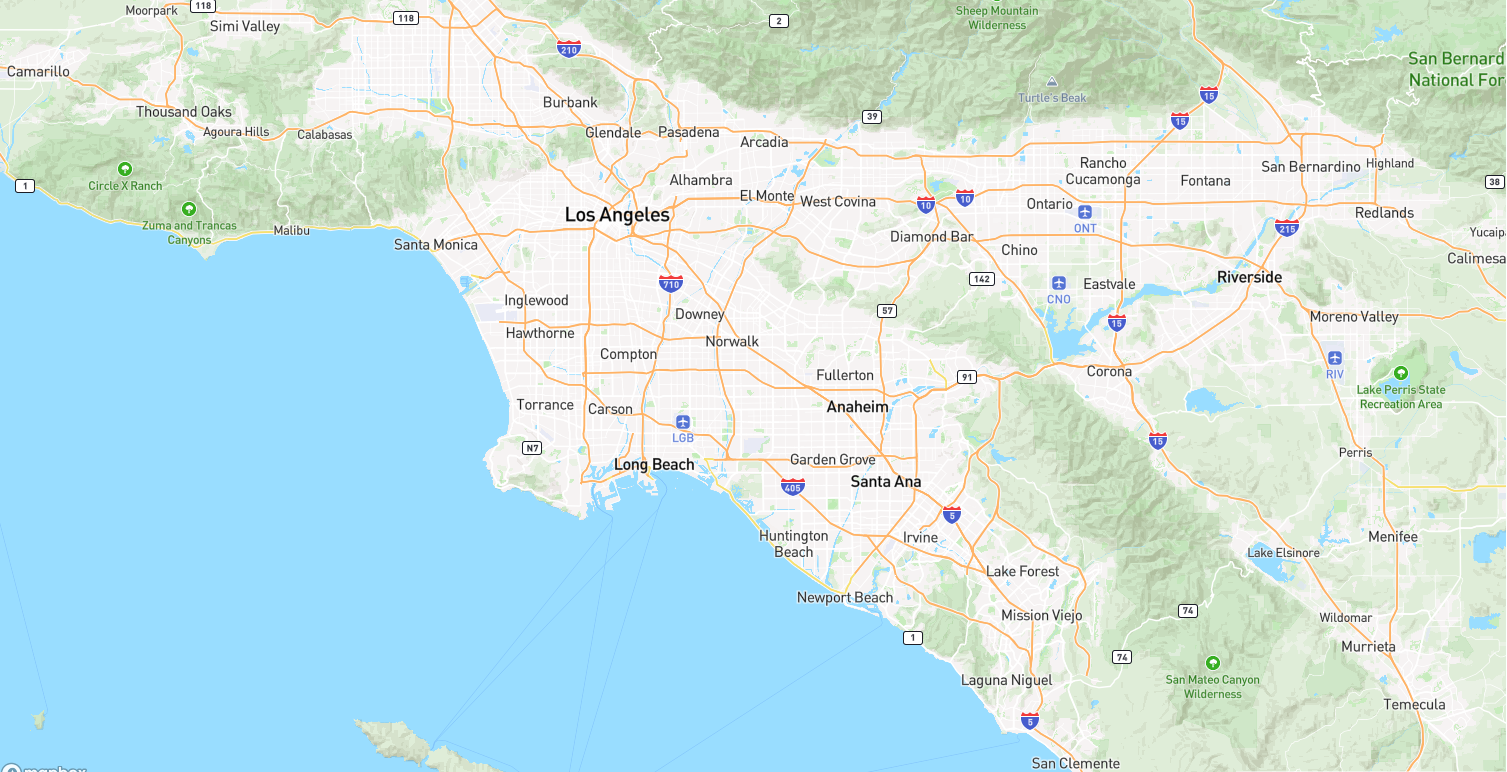 Moorpark
118
Simi Valley
118
2
Sheep Mountain
Wilderness
210
San Bernard
National For
Camarillo
Turtle's Beak
15
Thousand Oaks
Burbank
39
15
Agoura Hills
Calabasas
Glendale
Pasadena
Arcadia
Rancho
Cucamonga
San Bernardino
Highland
Circle X Ranch
1
Alhambra
El Monte
West Covina
10
10
Fontana
38
Ontario
ONT
Redlands
Los Angeles
Zuma and Trancas
Canyons
Malibu
Santa Monica
Diamond Bar
Chino
215
Yucaip
Calimesa
142
Riverside
710
CNO
Eastvale
Inglewood
Downey
57
15
Moreno Valley
Hawthorne
Norwalk
Compton
RIV
Fullerton
91
Corona
Lake Perris State
Recreation Area
Torrance
Carson
Anaheim
LGB
15
N7
Long Beach
Garden Grove
Perris
405
Santa Ana
5
Huntington
Beach
Irvine
Menifee
Lake Elsinore
Lake Forest
Newport Beach
74
Mission Viejo
Wildomar
1
74
Murrieta
Laguna Niguel
San Mateo Canyon
Wilderness
Temecula
5
San Clemente
mapbox